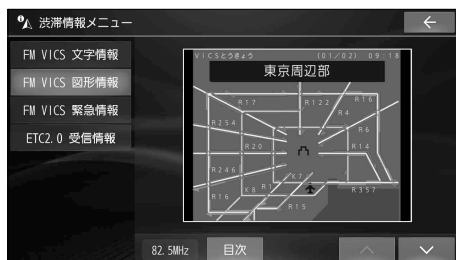 渋滞情報メニュー
FM VICS 文字情報
FM VICS 図形情報
FM VICS 緊急情報
ETC2.0 受信情報
VICSとうきょう (01/02) 09:18
東京周辺部
R17 R122 R16
R254 R4
R6
R20 R14
R246 K7
R16 K8 R1 R357
R15
82.5MHz 目次